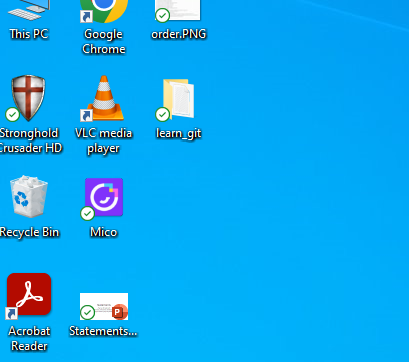 This PC
Google
Chrome
order.PNG
Stronghold
Crusader HD
VLC media
player
learn_git
Recycle Bin
Mico
Acrobat
Reader
Statements...